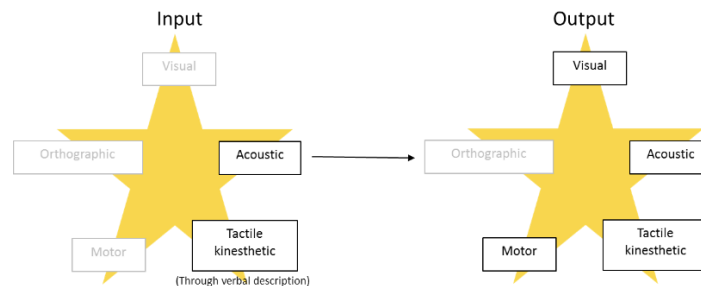 Input
Visual
Orthographic
Acoustic
Motor
Tactile
kinesthetic
(Through verbal description)
Output
Visual
Orthographic
Acoustic
Motor
Tactile
kinesthetic